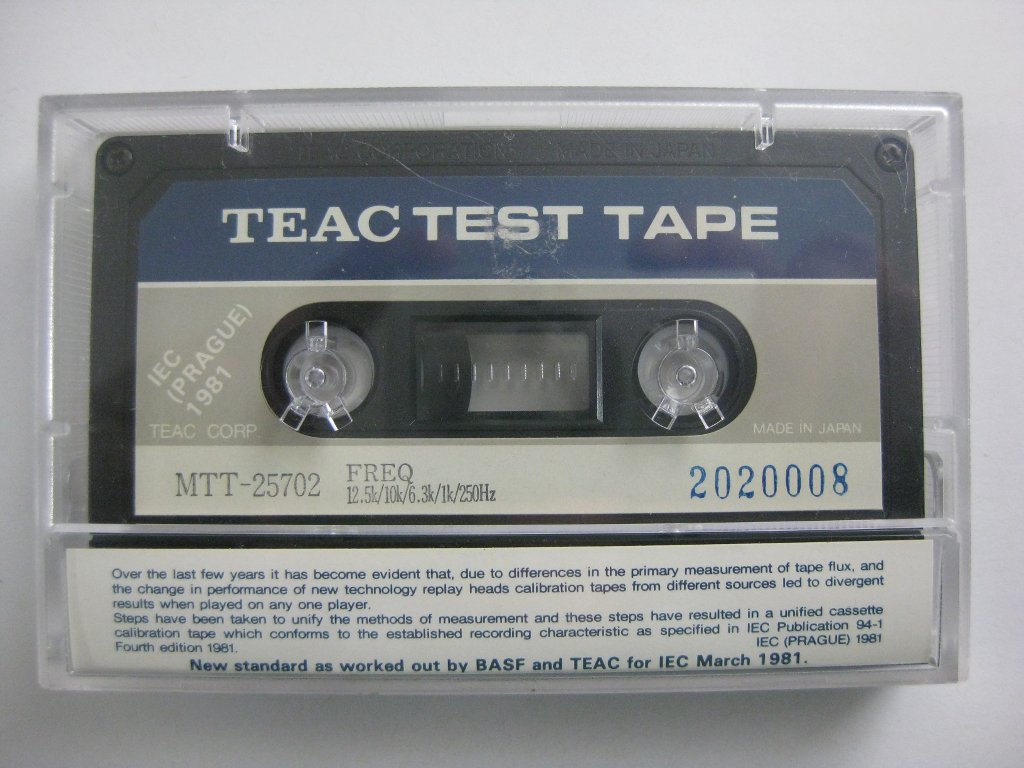 TEAC CORPORATION MADE IN JAPAN
TEAC TEST TAPE
IEC
(PRAGUE)
1981
TEAC CORP.
MADE IN JAPAN
MTT-25702
FREQ
12.5k/10k/6.3k/1k/250Hz
2020008
Over the last few years it has become evident that, due to differences in the primary measurement of tape flux, and
the change in performance of new technology replay heads calibration tapes from different sources led to divergent
results when played on any one player.
Steps have been taken to unify the methods of measurement and these steps have resulted in a unified cassette
calibration tape which conforms to the established recording characteristic as specified in IEC Publication 94-1
Fourth edition 1981.
IEC (PRAGUE) 1981
New standard as worked out by BASF and TEAC for IEC March 1981.